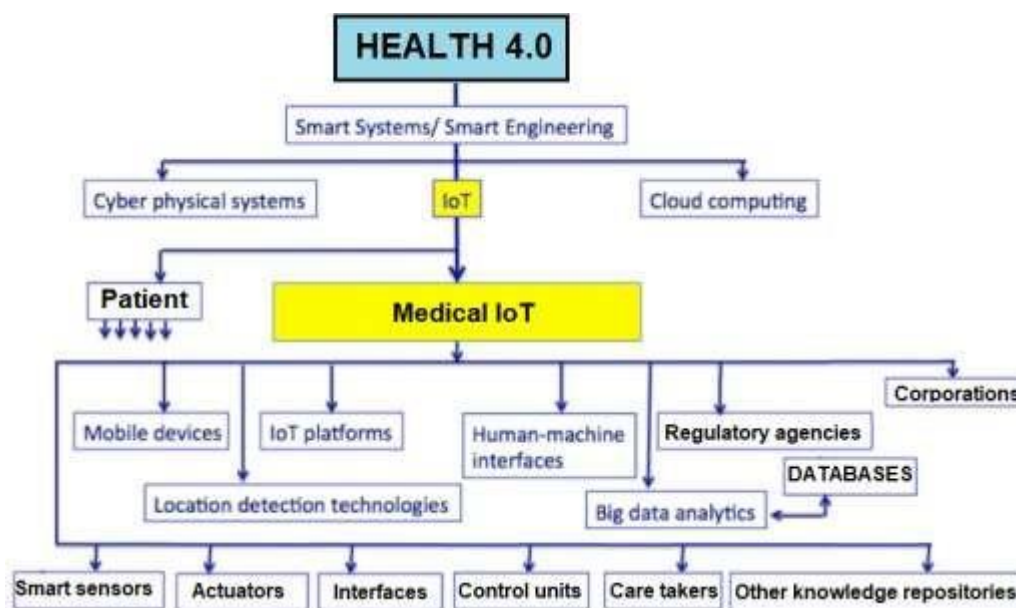 HEALTH 4.0
Smart Systems/ Smart Engineering
Cyber physical systems
IoT
Cloud computing
Patient
Medical IoT
Corporations
Mobile devices
IoT platforms
Human-machine
interfaces
Regulatory agencies
DATABASES
Location detection technologies
Big data analytics
Smart sensors
Actuators
Interfaces
Control units
Care takers
Other knowledge repositories